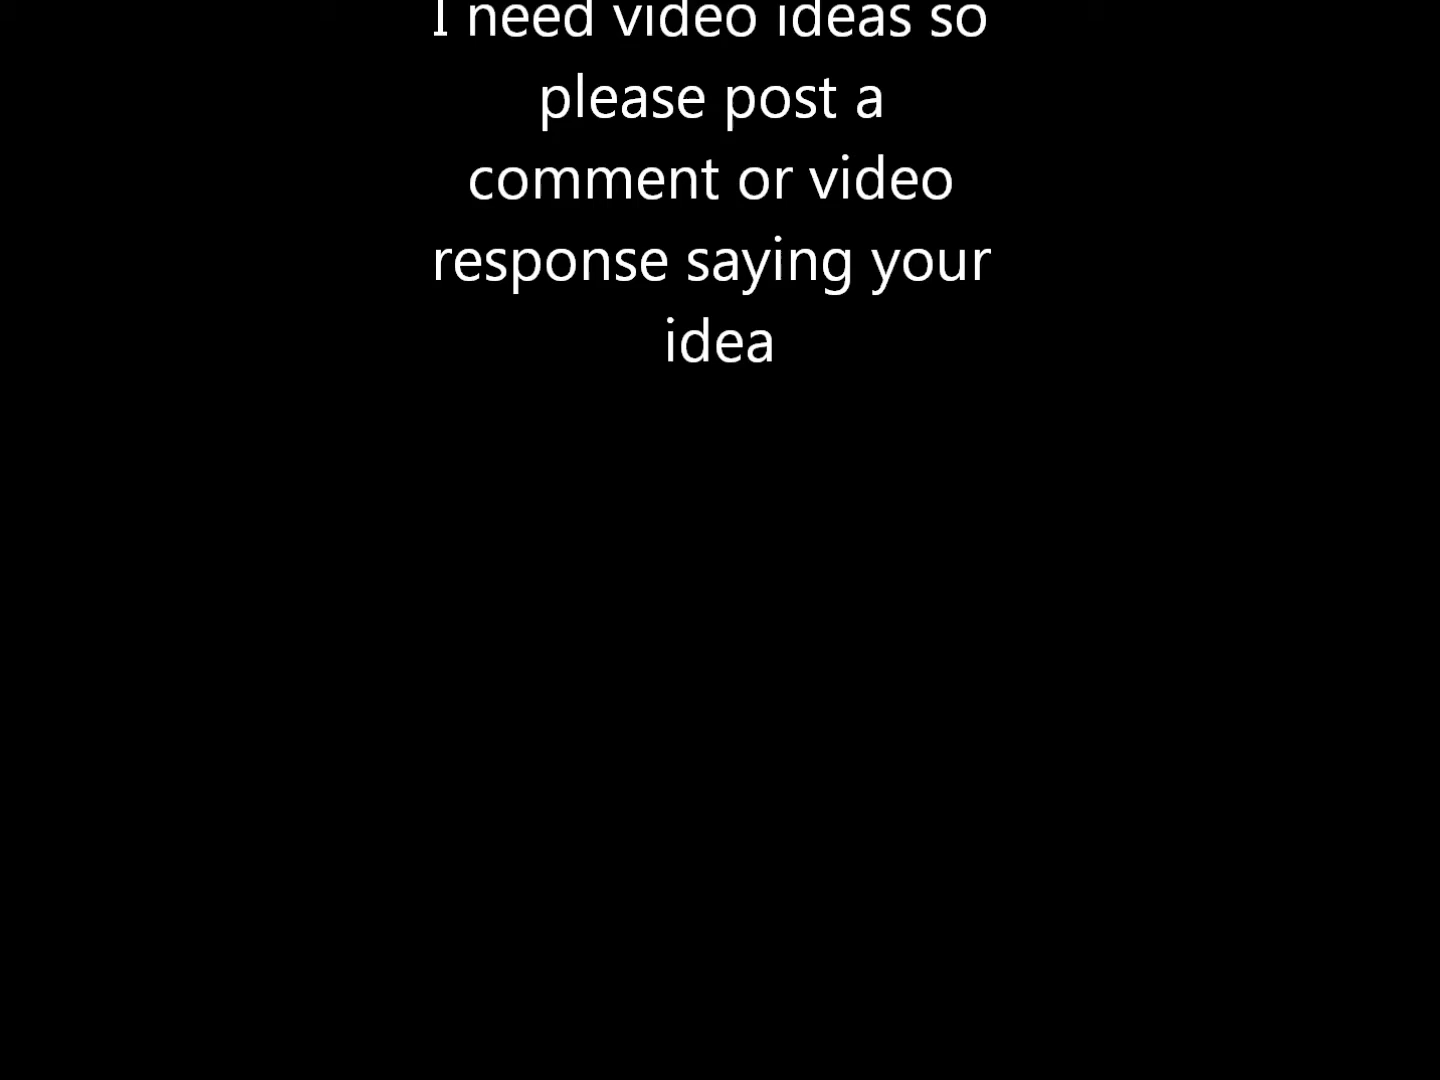 I need video ideas so
please post a
comment or video
response saying your
idea